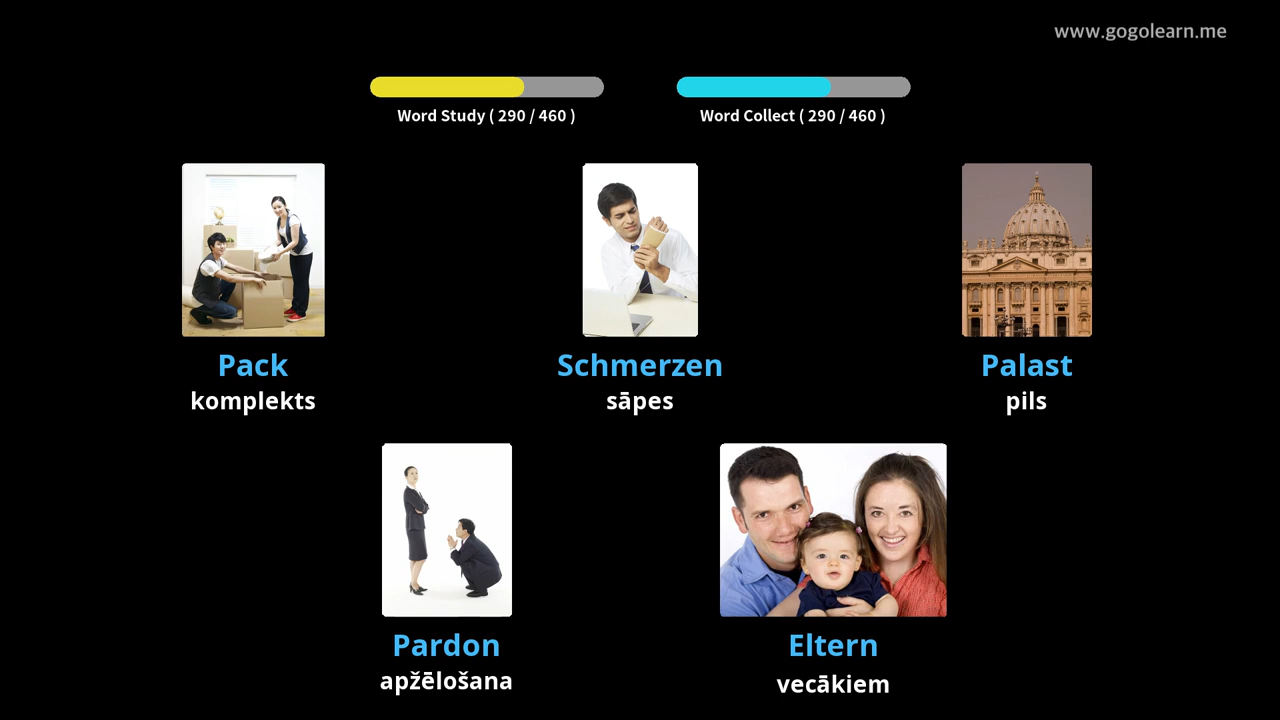 www.gogolearn.me
Word Study ( 290 / 460 )
Word Collect ( 290 / 460 )
Pack
komplekts
Schmerzen
sāpes
Palast
pils
Pardon
apžēlošana
Eltern
vecākiem